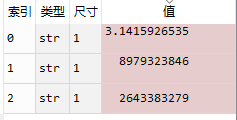 索引 类型 尺寸 值
0 str 1 3.1415926535
1 str 1 8979323846
2 str 1 2643383279